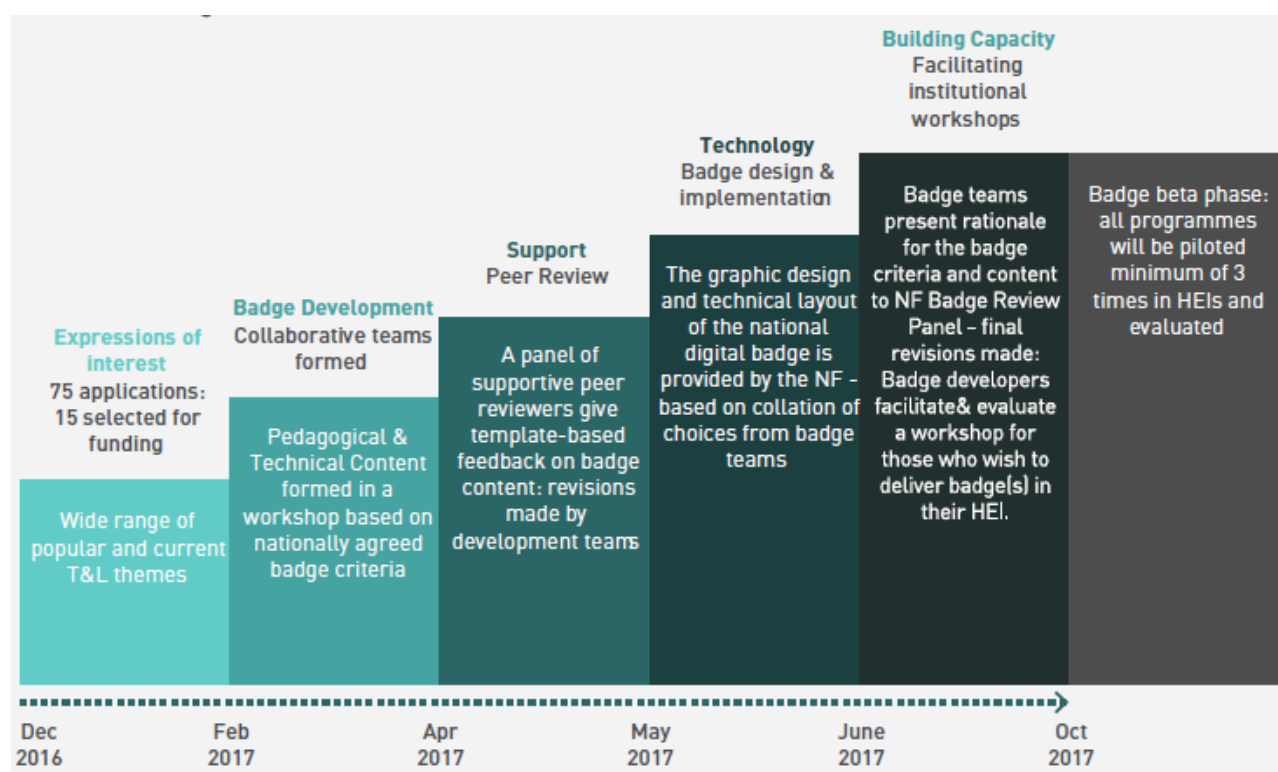 Expressions of
interest
75 applications:
15 selected for
funding
Wide range of
popular and current
T&L themes
Badge Development
Collaborative teams
formed
Pedagogical &
Technical Content
formed in a
workshop based on
nationally agreed
badge criteria
Support
Peer Review
A panel of
supportive peer
reviewers give
template-based
feedback on badge
content: revisions
made by
development teams
Technology
Badge design &
implementation
The graphic design
and technical layout
of the national
digital badge is
provided by the NF -
based on collation of
choices from badge
teams
Building Capacity
Facilitating
institutional
workshops
Badge teams
present rationale
for the badge
criteria and content
to NF Badge Review
Panel – final
revisions made:
Badge developers
facilitate& evaluate
a workshop for
those who wish to
deliver badge(s) in
their HEI.
Badge beta phase:
all programmes
will be piloted
minimum of 3
times in HEIs and
evaluated
Dec
2016
Feb
2017
Apr
2017
May
2017
June
2017
Oct
2017